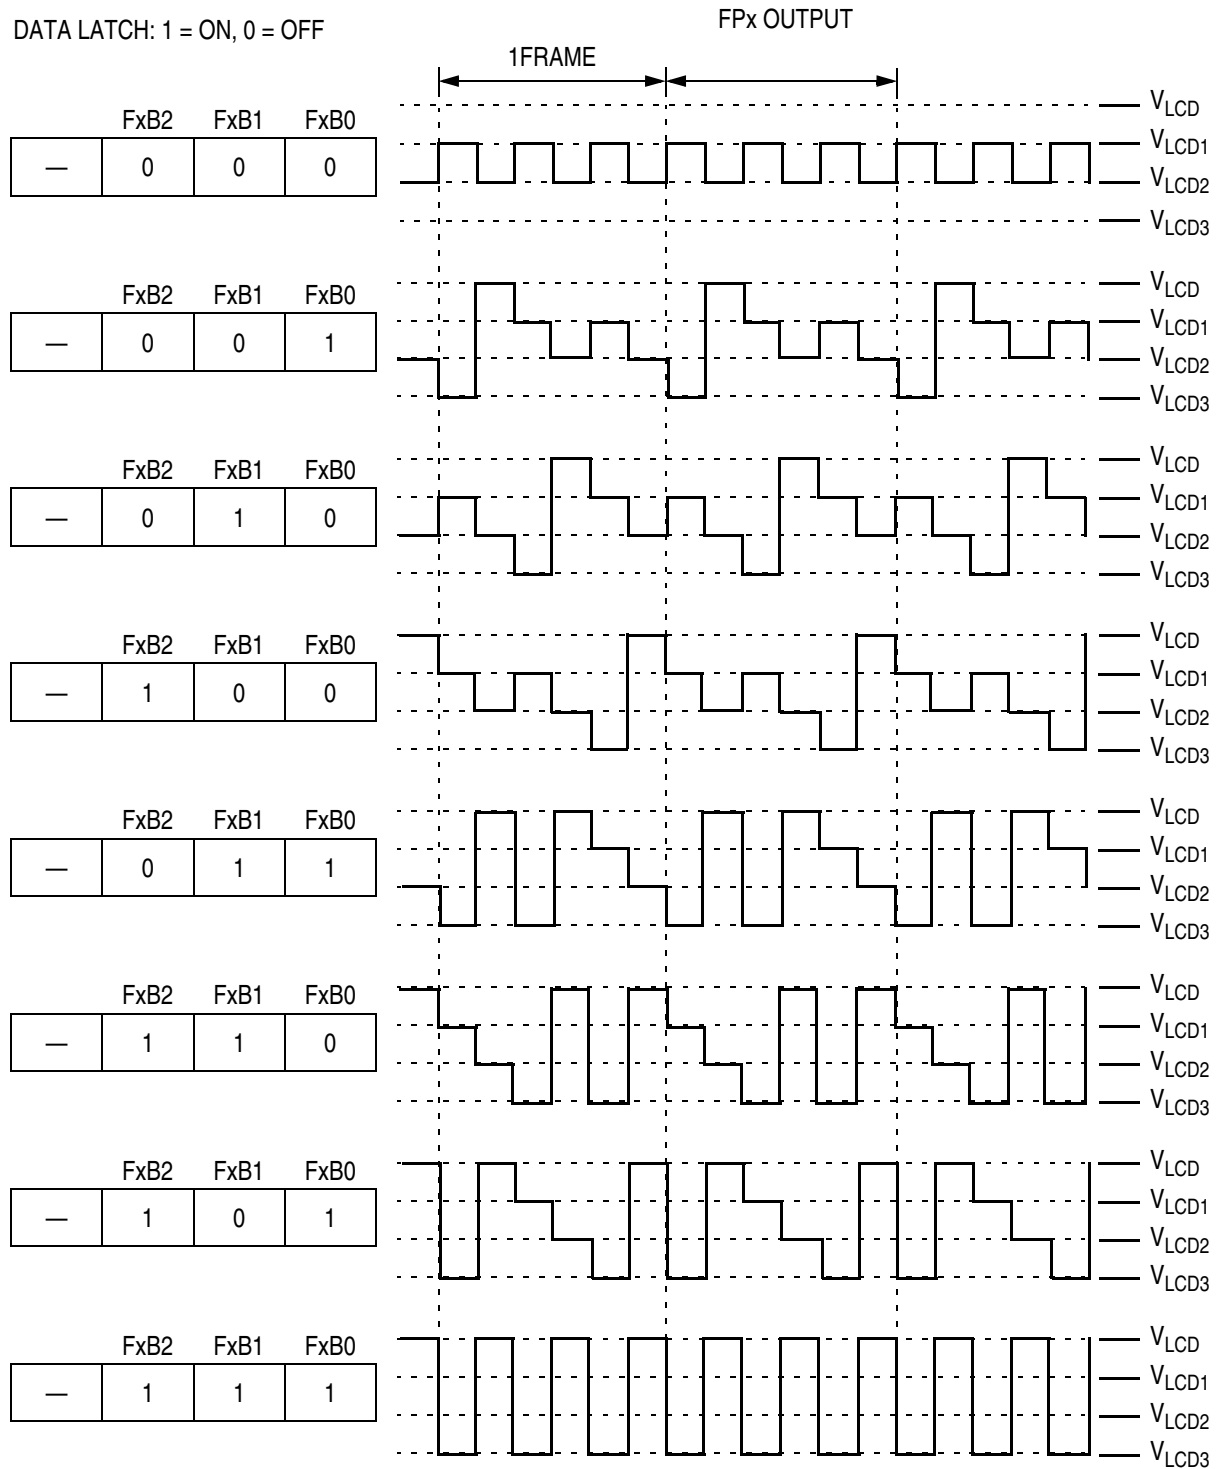 FPx OUTPUT
DATA LATCH: 1 = ON, 0 = OFF
1FRAME
FxB2 FxB1 FxB0
— 0 0 0
VLCD
VLCD1
VLCD2
VLCD3
FxB2 FxB1 FxB0
— 0 0 1
VLCD
VLCD1
VLCD2
VLCD3
FxB2 FxB1 FxB0
— 0 1 0
VLCD
VLCD1
VLCD2
VLCD3
FxB2 FxB1 FxB0
— 1 0 0
VLCD
VLCD1
VLCD2
VLCD3
FxB2 FxB1 FxB0
— 0 1 1
VLCD
VLCD1
VLCD2
VLCD3
FxB2 FxB1 FxB0
— 1 1 0
VLCD
VLCD1
VLCD2
VLCD3
FxB2 FxB1 FxB0
— 1 0 1
VLCD
VLCD1
VLCD2
VLCD3
FxB2 FxB1 FxB0
— 1 1 1
VLCD
VLCD1
VLCD2
VLCD3